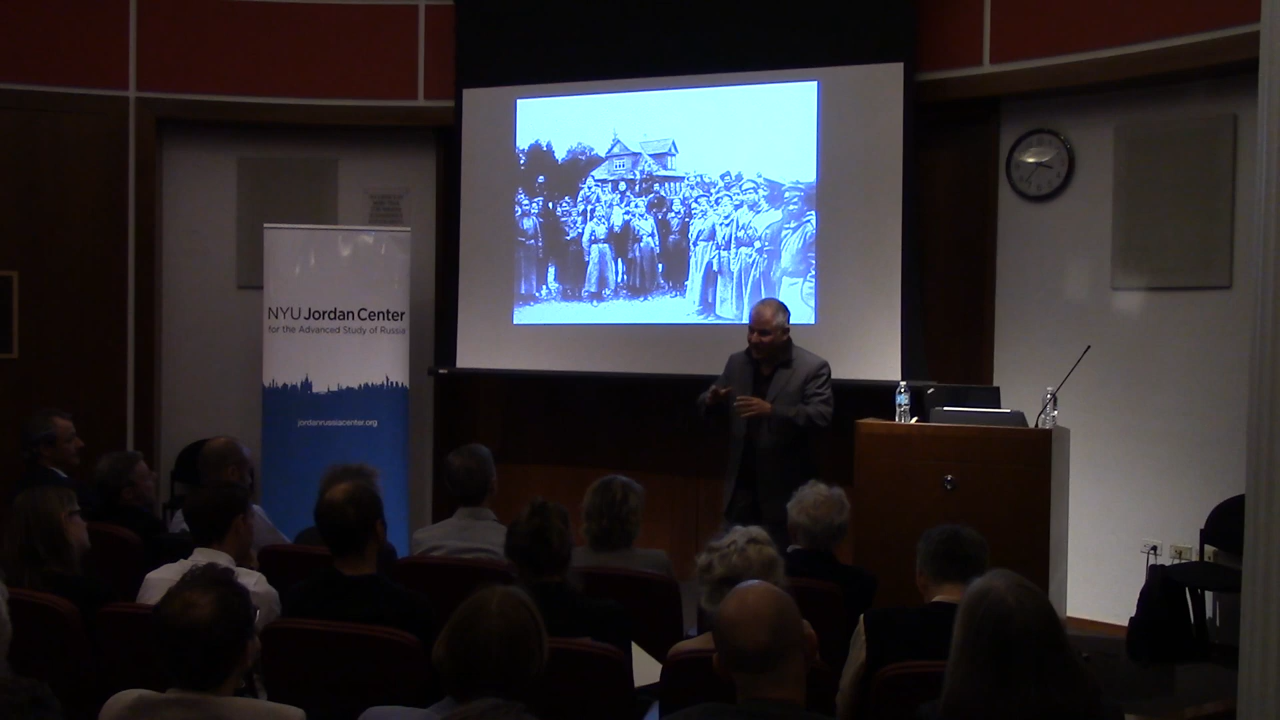 NYU Jordan Center
for the Advanced Study of Russia
jordanrussiacenter.org